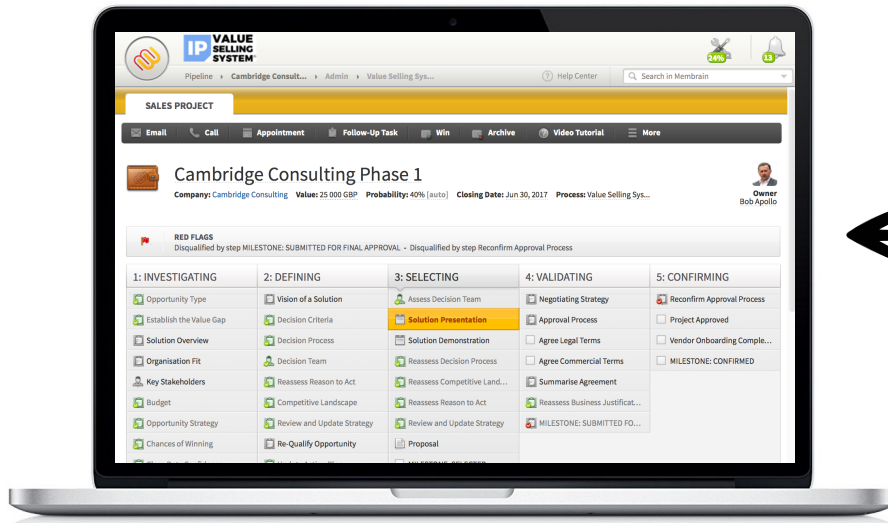 IP VALUE
SELLING
SYSTEM
24%
13
Pipeline › Cambridge Consult... › Admin › Value Selling Sys...
? Help Center
Search in Membrain
SALES PROJECT
Email Call Appointment Follow-Up Task Win Archive Video Tutorial More
Cambridge Consulting Phase 1
Company: Cambridge Consulting Value: 25 000 GBP Probability: 40% [auto] Closing Date: Jun 30, 2017 Process: Value Selling Sys...
Owner
Bob Apollo
RED FLAGS
Disqualified by step MILESTONE: SUBMITTED FOR FINAL APPROVAL – Disqualified by step Reconfirm Approval Process
1: INVESTIGATING 2: DEFINING 3: SELECTING 4: VALIDATING 5: CONFIRMING
Opportunity Type Vision of a Solution Assess Decision Team Negotiating Strategy Reconfirm Approval Process
Establish the Value Gap Decision Criteria Solution Presentation Approval Process Project Approved
Solution Overview Decision Process Solution Demonstration Agree Legal Terms Vendor Onboarding Comple...
Organisation Fit Decision Team Reassess Decision Process Agree Commercial Terms MILESTONE: CONFIRMED
Key Stakeholders Reassess Reason to Act Reassess Competitive Land... Summarise Agreement
Budget Competitive Landscape Reassess Reason to Act Reassess Business Justificat...
Opportunity Strategy Review and Update Strategy Review and Update Strategy MILESTONE: SUBMITTED FO...
Chances of Winning Re-Qualify Opportunity Proposal